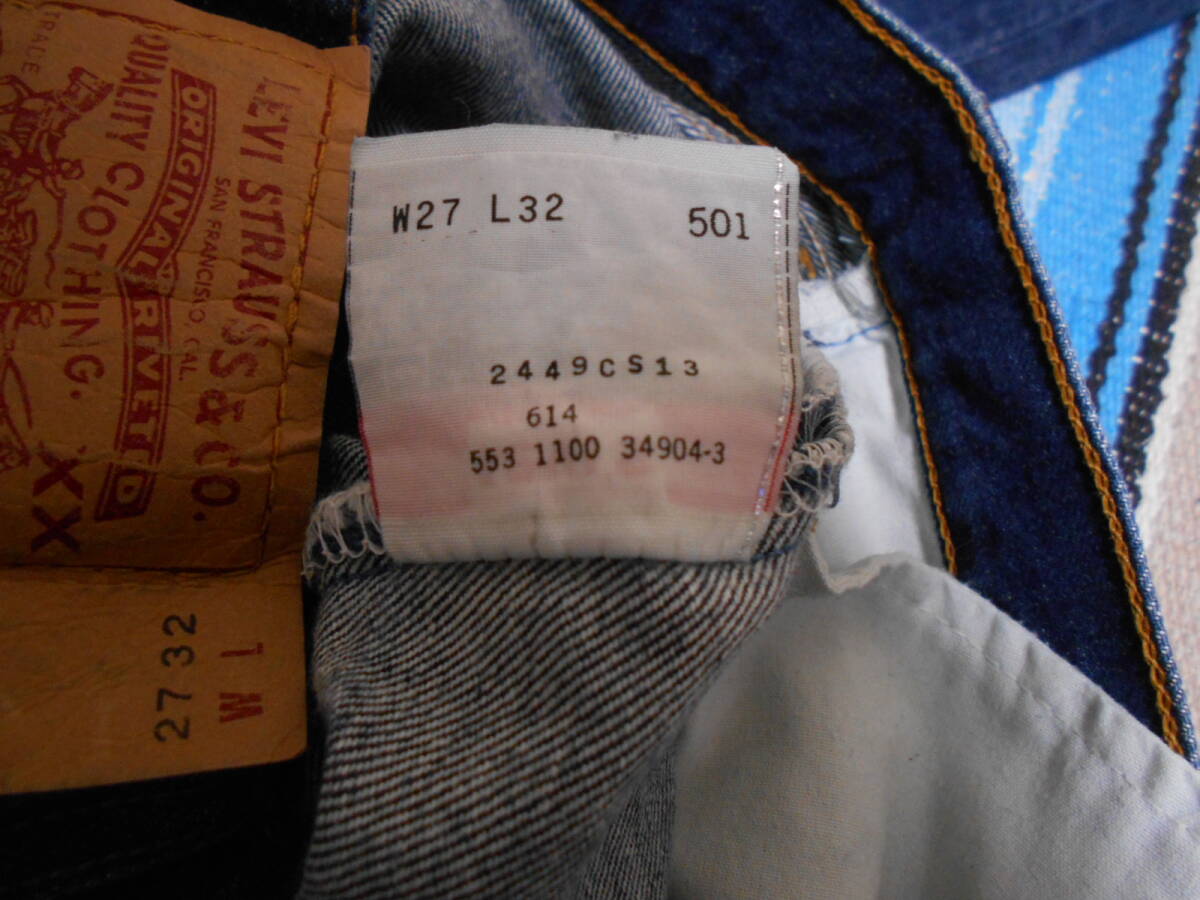 LEVI STRAUSS & CO.
SAN FRANCISCO, CAL.
ORIGINAL RIVETED
QUALITY CLOTHING.
TRADE
XX
W
L
27 32
W27 L32 501
2449CS13
614
553 1100 34904-3